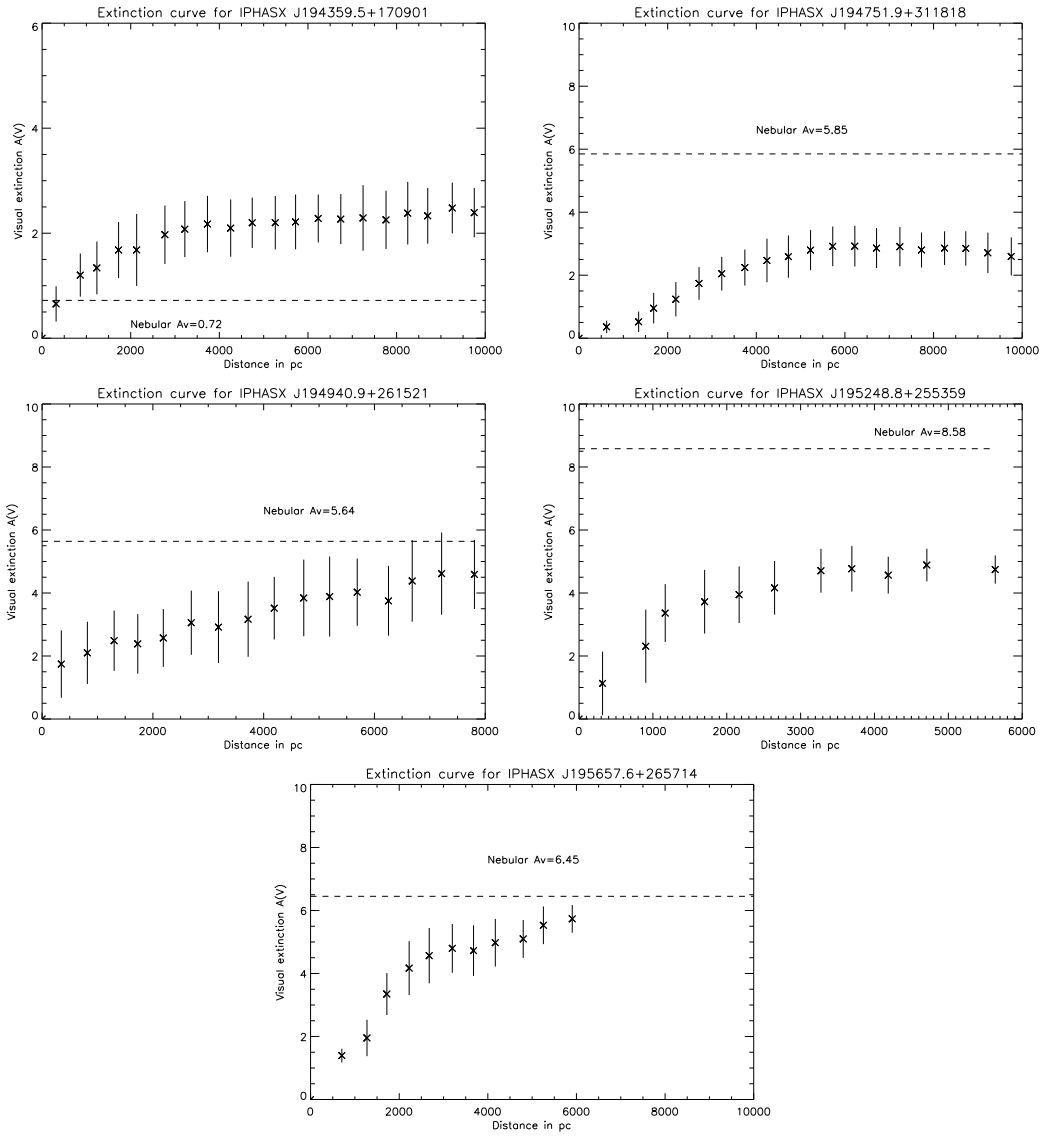 Extinction curve for IPHASX J194359.5+170901
Visual extinction A(V)
6
4
2
0
Nebular Av=0.72
0 2000 4000 6000 8000 10000
Distance in pc
Extinction curve for IPHASX J194751.9+311818
Visual extinction A(V)
10
8
6
4
2
0
Nebular Av=5.85
0 2000 4000 6000 8000 10000
Distance in pc
Extinction curve for IPHASX J194940.9+261521
Visual extinction A(V)
10
8
6
4
2
0
Nebular Av=5.64
0 2000 4000 6000 8000
Distance in pc
Extinction curve for IPHASX J195248.8+255359
Visual extinction A(V)
10
8
6
4
2
0
Nebular Av=8.58
0 1000 2000 3000 4000 5000 6000
Distance in pc
Extinction curve for IPHASX J195657.6+265714
Visual extinction A(V)
10
8
6
4
2
0
Nebular Av=6.45
0 2000 4000 6000 8000 10000
Distance in pc